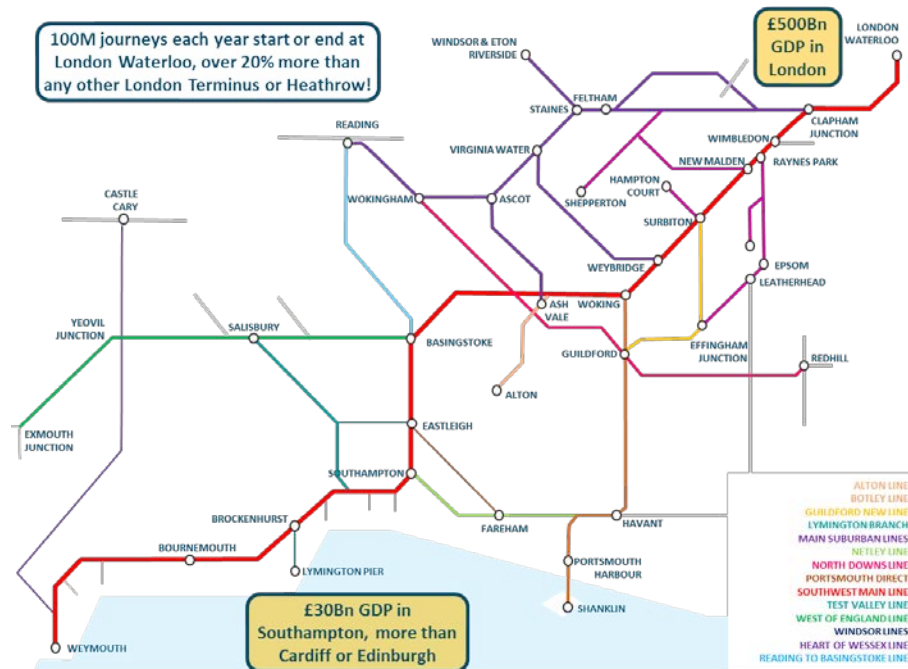 100M journeys each year start or end at
London Waterloo, over 20% more than
any other London Terminus or Heathrow!
£500Bn
GDP in
London
LONDON
WATERLOO
WINDSOR & ETON
RIVERSIDE
FELTHAM
STAINES
CLAPHAM
JUNCTION
READING
WIMBLEDON
VIRGINIA WATER
NEW MALDEN
RAYNES PARK
HAMPTON
COURT
CASTLE
CARY
WOKINGHAM
ASCOT
SHEPPERTON
SURBITON
WEYBRIDGE
EPSOM
LEATHERHEAD
WOKING
ASH
VALE
YEOVIL
JUNCTION
SALISBURY
BASINGSTOKE
EFFINGHAM
JUNCTION
GUILDFORD
REDHILL
ALTON
EXMOUTH
JUNCTION
EASTLEIGH
SOUTHAMPTON
BROCKENHURST
FAREHAM
HAVANT
BOURNEMOUTH
LYMINGTON PIER
PORTSMOUTH
HARBOUR
SHANKLIN
WEYMOUTH
£30Bn GDP in
Southampton, more than
Cardiff or Edinburgh
ALTON LINE
BOTLEY LINE
GUILDFORD NEW LINE
LYMINGTON BRANCH
MAIN SUBURBAN LINES
NETLEY LINE
NORTH DOWNS LINE
PORTSMOUTH DIRECT
SOUTHWEST MAIN LINE
TEST VALLEY LINE
WEST OF ENGLAND LINE
WINDSOR LINES
HEART OF WESSEX LINE
READING TO BASINGSTOKE LINE